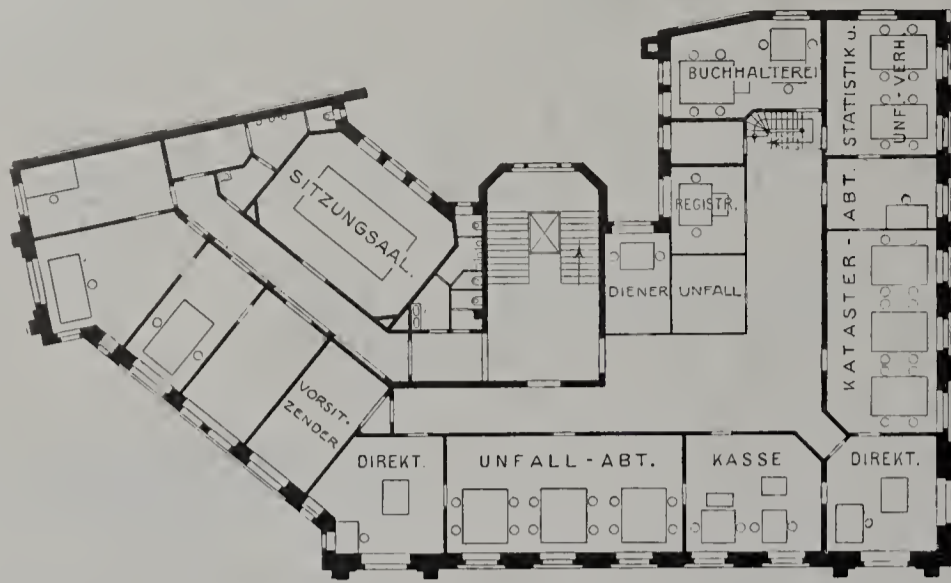 BUCHHALTEREI
STATISTIK U.
UNF.-VERH.
SITZUNGSAAL.
REGISTR.
KATASTER-ABT.
DIENER
UNFALL
VORSIT-
ZENDER
DIREKT.
UNFALL-ABT.
KASSE
DIREKT.